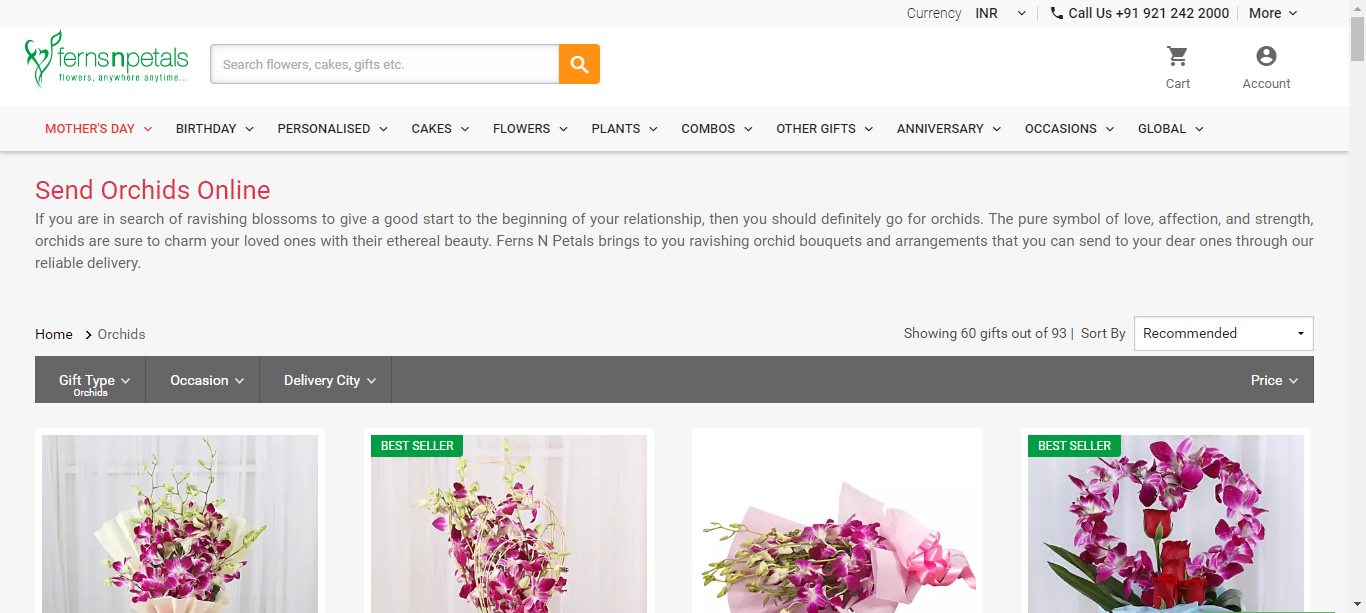 Currency INR Call Us +91 921 242 2000 More
fernsnpetals
flowers, anywhere anytime...
Search flowers, cakes, gifts etc.
Cart Account
MOTHER'S DAY BIRTHDAY PERSONALISED CAKES FLOWERS PLANTS COMBOS OTHER GIFTS ANNIVERSARY OCCASIONS GLOBAL
Send Orchids Online
If you are in search of ravishing blossoms to give a good start to the beginning of your relationship, then you should definitely go for orchids. The pure symbol of love, affection, and strength,
orchids are sure to charm your loved ones with their ethereal beauty. Ferns N Petals brings to you ravishing orchid bouquets and arrangements that you can send to your dear ones through our
reliable delivery.
Home Orchids Showing 60 gifts out of 93 | Sort By Recommended
Gift Type Occasion Delivery City Price
Orchids
BEST SELLER BEST SELLER